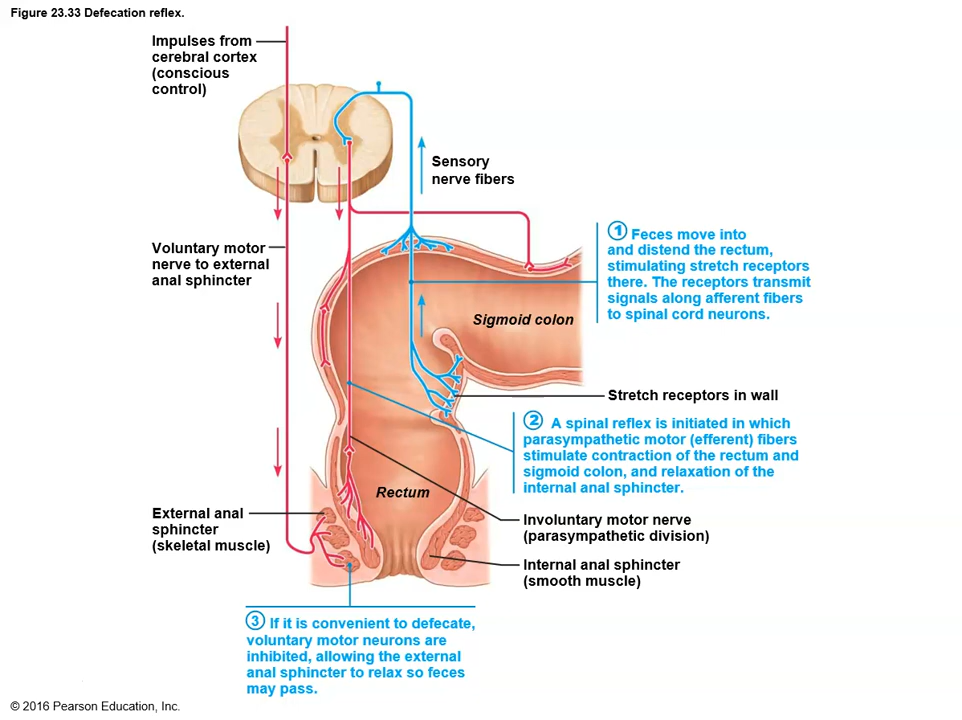 Figure 23.33 Defecation reflex.
Impulses from
cerebral cortex
(conscious
control)
Sensory
nerve fibers
Voluntary motor
nerve to external
anal sphincter
1 Feces move into
and distend the rectum,
stimulating stretch receptors
there. The receptors transmit
signals along afferent fibers
to spinal cord neurons.
Sigmoid colon
Stretch receptors in wall
2 A spinal reflex is initiated in which
parasympathetic motor (efferent) fibers
stimulate contraction of the rectum and
sigmoid colon, and relaxation of the
internal anal sphincter.
Rectum
External anal
sphincter
(skeletal muscle)
Involuntary motor nerve
(parasympathetic division)
Internal anal sphincter
(smooth muscle)
3 If it is convenient to defecate,
voluntary motor neurons are
inhibited, allowing the external
anal sphincter to relax so feces
may pass.
© 2016 Pearson Education, Inc.